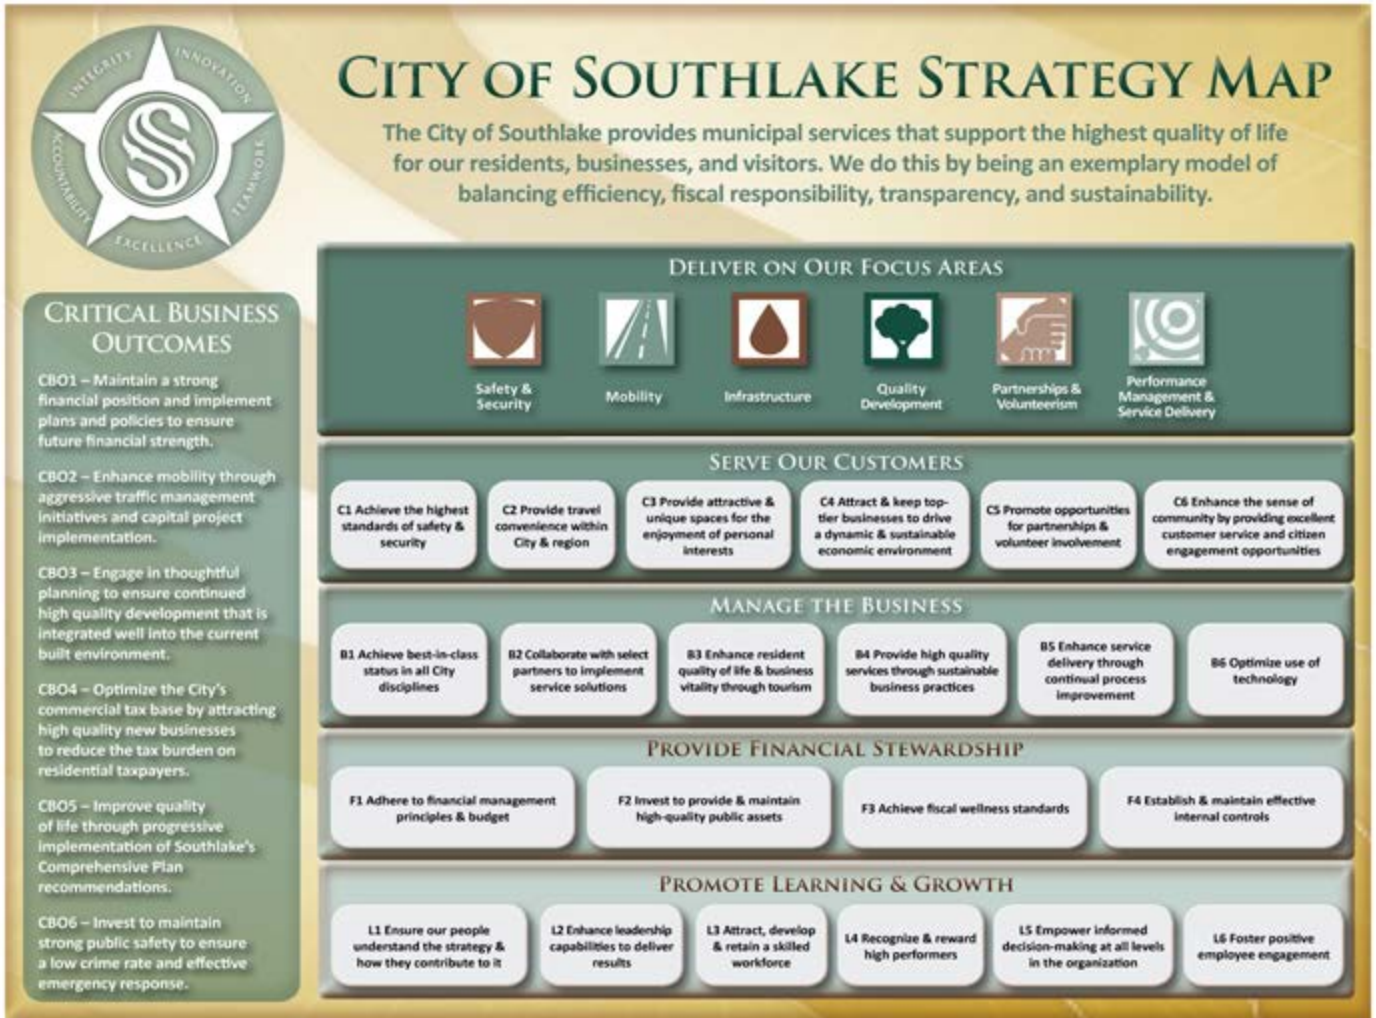 INTEGRITY
INNOVATION
ACCOUNTABILITY
TEAMWORK
EXCELLENCE
CITY OF SOUTHLAKE STRATEGY MAP
The City of Southlake provides municipal services that support the highest quality of life
for our residents, businesses, and visitors. We do this by being an exemplary model of
balancing efficiency, fiscal responsibility, transparency, and sustainability.
CRITICAL BUSINESS
OUTCOMES
CBO1 – Maintain a strong
financial position and implement
plans and policies to ensure
future financial strength.
CBO2 – Enhance mobility through
aggressive traffic management
initiatives and capital project
implementation.
CBO3 – Engage in thoughtful
planning to ensure continued
high quality development that is
integrated well into the current
built environment.
CBO4 – Optimize the City's
commercial tax base by attracting
high quality new businesses
to reduce the tax burden on
residential taxpayers.
CBO5 – Improve quality
of life through progressive
implementation of Southlake's
Comprehensive Plan
recommendations.
CBO6 – Invest to maintain
strong public safety to ensure
a low crime rate and effective
emergency response.
DELIVER ON OUR FOCUS AREAS
Safety &
Security
Mobility
Infrastructure
Quality
Development
Partnerships &
Volunteerism
Performance
Management &
Service Delivery
SERVE OUR CUSTOMERS
C1 Achieve the highest
standards of safety &
security
C2 Provide travel
convenience within
City & region
C3 Provide attractive &
unique spaces for the
enjoyment of personal
interests
C4 Attract & keep top-
tier businesses to drive
a dynamic & sustainable
economic environment
C5 Promote opportunities
for partnerships &
volunteer involvement
C6 Enhance the sense of
community by providing excellent
customer service and citizen
engagement opportunities
MANAGE THE BUSINESS
B1 Achieve best-in-class
status in all City
disciplines
B2 Collaborate with select
partners to implement
service solutions
B3 Enhance resident
quality of life & business
vitality through tourism
B4 Provide high quality
services through sustainable
business practices
B5 Enhance service
delivery through
continual process
improvement
B6 Optimize use of
technology
PROVIDE FINANCIAL STEWARDSHIP
F1 Adhere to financial management
principles & budget
F2 Invest to provide & maintain
high-quality public assets
F3 Achieve fiscal wellness standards
F4 Establish & maintain effective
internal controls
PROMOTE LEARNING & GROWTH
L1 Ensure our people
understand the strategy &
how they contribute to it
L2 Enhance leadership
capabilities to deliver
results
L3 Attract, develop
& retain a skilled
workforce
L4 Recognize & reward
high performers
L5 Empower informed
decision-making at all levels
in the organization
L6 Foster positive
employee engagement